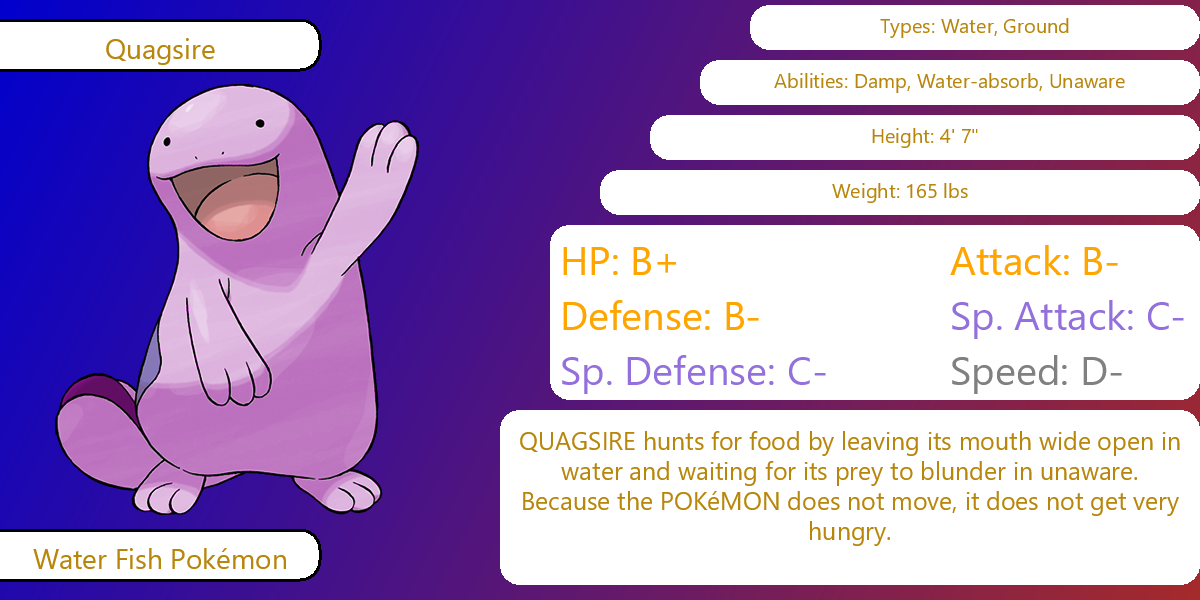 Quagsire
Types: Water, Ground
Abilities: Damp, Water-absorb, Unaware
Height: 4' 7"
Weight: 165 lbs
HP: B+
Attack: B-
Defense: B-
Sp. Attack: C-
Sp. Defense: C-
Speed: D-
QUAGSIRE hunts for food by leaving its mouth wide open in
water and waiting for its prey to blunder in unaware.
Because the POKéMON does not move, it does not get very
hungry.
Water Fish Pokémon